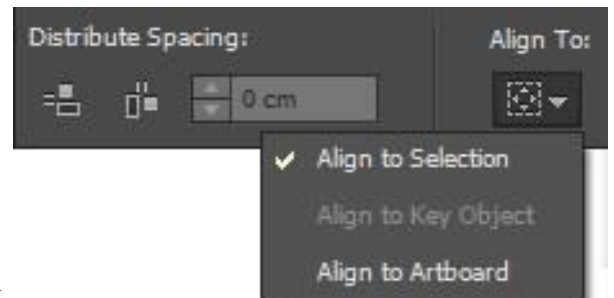 Distribute Spacing:
Align To:
0 cm
Align to Selection
Align to Key Object
Align to Artboard